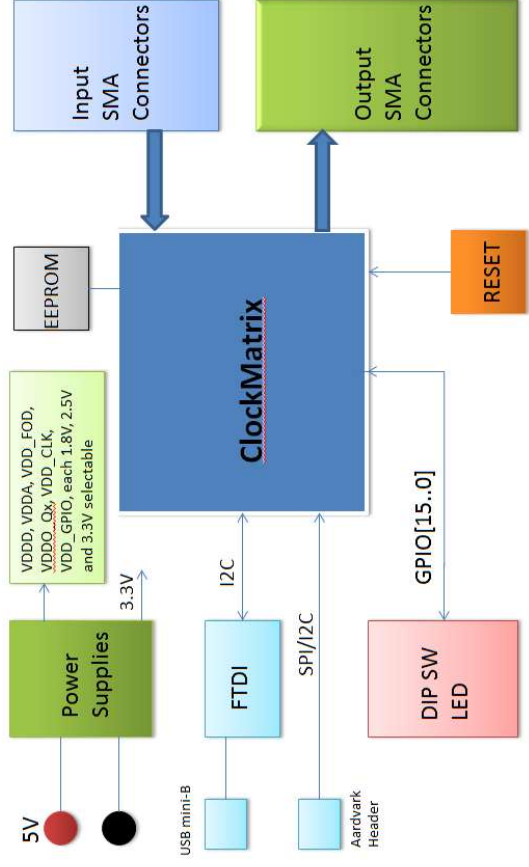 5V
Power
Supplies
VDDD, VDDA, VDD_FOD,
VDDO_Qx, VDD_CLK,
VDD_GPIO, each 1.8V, 2.5V
and 3.3V selectable
3.3V
EEPROM
Input
SMA
Connectors
USB mini-B
FTDI
I2C
ClockMatrix
Aardvark
Header
SPI/I2C
Output
SMA
Connectors
DIP SW
LED
GPIO[15..0]
RESET